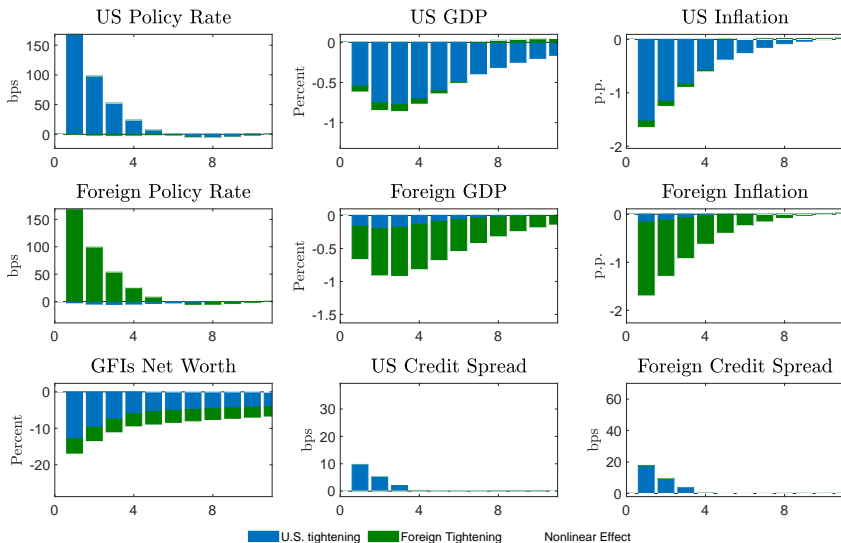 US Policy Rate
US GDP
US Inflation
150
100
50
0
bps
0 4 8
0
-0.5
-1
Percent
0 4 8
0
-1
-2
p.p.
0 4 8
Foreign Policy Rate
Foreign GDP
Foreign Inflation
150
100
50
0
bps
0 4 8
0
-0.5
-1
-1.5
Percent
0 4 8
0
-1
-2
p.p.
0 4 8
GFIs Net Worth
US Credit Spread
Foreign Credit Spread
0
-10
-20
Percent
0 4 8
30
20
10
0
bps
0 4 8
60
40
20
0
bps
0 4 8
U.S. tightening Foreign Tightening Nonlinear Effect